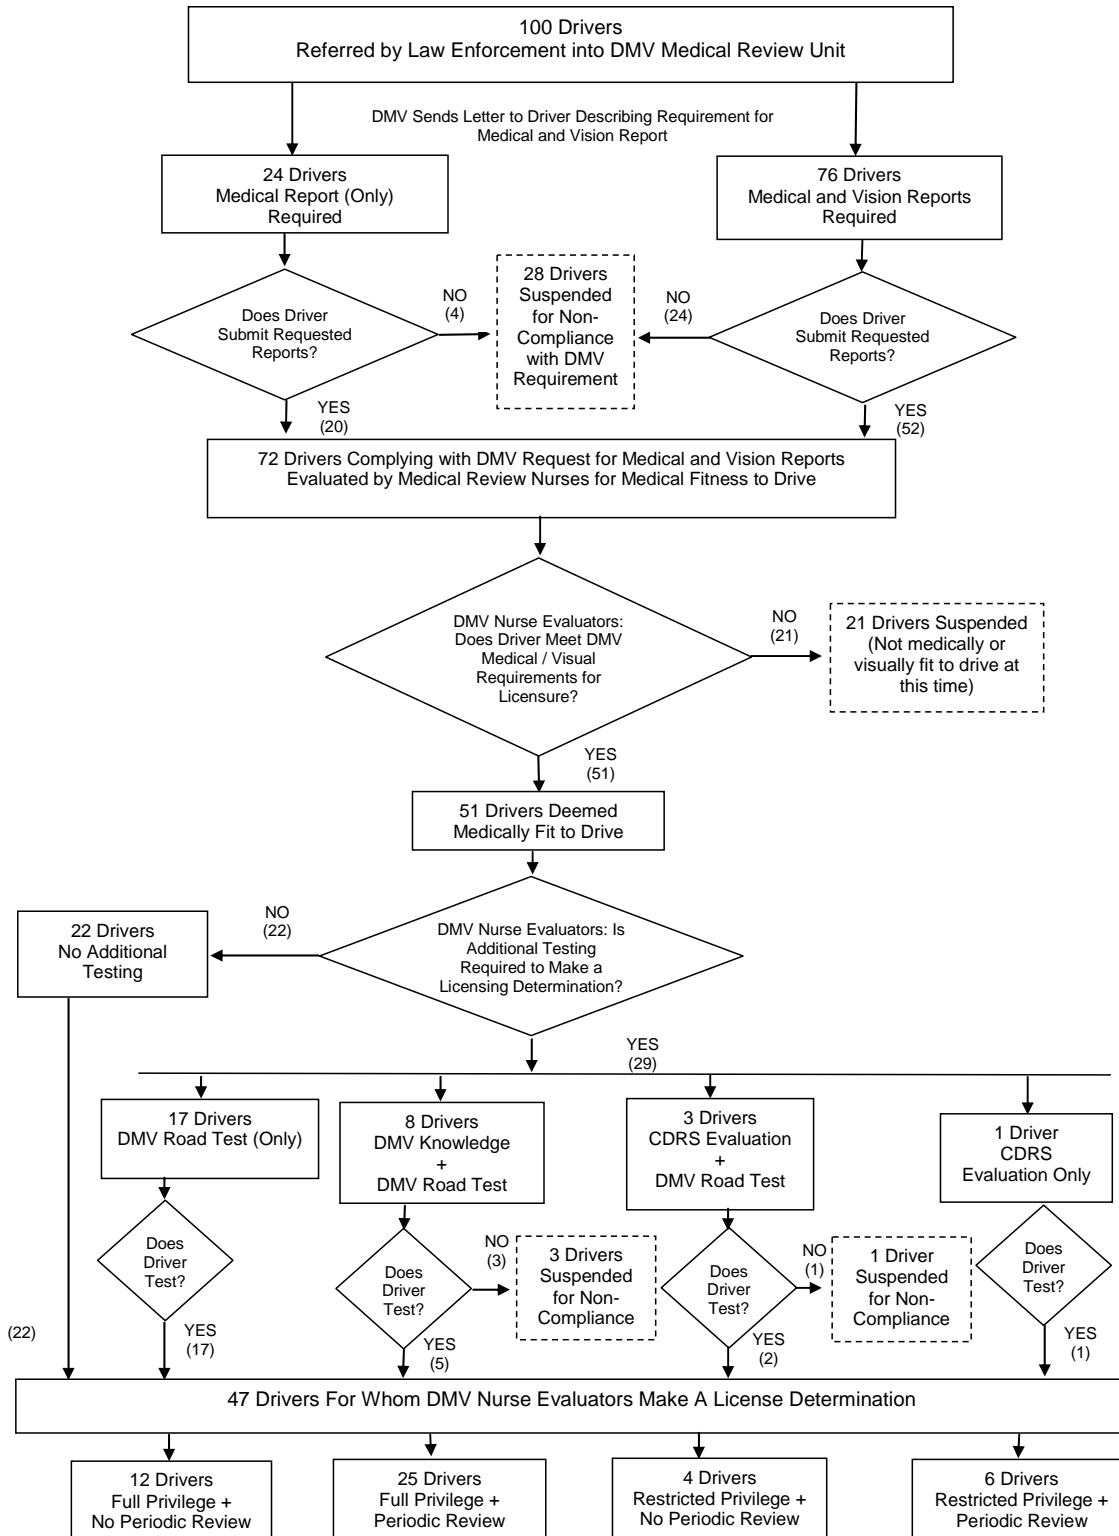 100 Drivers
Referred by Law Enforcement into DMV Medical Review Unit
DMV Sends Letter to Driver Describing Requirement for
Medical and Vision Report
24 Drivers
Medical Report (Only)
Required
76 Drivers
Medical and Vision Reports
Required
Does Driver
Submit Requested
Reports?
NO
(4)
28 Drivers
Suspended
for Non-
Compliance
with DMV
Requirement
NO
(24)
Does Driver
Submit Requested
Reports?
YES
(20)
YES
(52)
72 Drivers Complying with DMV Request for Medical and Vision Reports
Evaluated by Medical Review Nurses for Medical Fitness to Drive
DMV Nurse Evaluators:
Does Driver Meet DMV
Medical / Visual
Requirements for
Licensure?
NO
(21)
21 Drivers Suspended
(Not medically or
visually fit to drive at
this time)
YES
(51)
51 Drivers Deemed
Medically Fit to Drive
DMV Nurse Evaluators: Is
Additional Testing
Required to Make a
Licensing Determination?
NO
(22)
22 Drivers
No Additional
Testing
YES
(29)
17 Drivers
DMV Road Test (Only)
8 Drivers
DMV Knowledge
+
DMV Road Test
3 Drivers
CDRS Evaluation
+
DMV Road Test
1 Driver
CDRS
Evaluation Only
Does
Driver
Test?
Does
Driver
Test?
NO
(3)
3 Drivers
Suspended
for Non-
Compliance
Does
Driver
Test?
NO
(1)
1 Driver
Suspended
for Non-
Compliance
Does
Driver
Test?
(22)
YES
(17)
YES
(5)
YES
(2)
YES
(1)
47 Drivers For Whom DMV Nurse Evaluators Make A License Determination
12 Drivers
Full Privilege +
No Periodic Review
25 Drivers
Full Privilege +
Periodic Review
4 Drivers
Restricted Privilege +
No Periodic Review
6 Drivers
Restricted Privilege +
Periodic Review